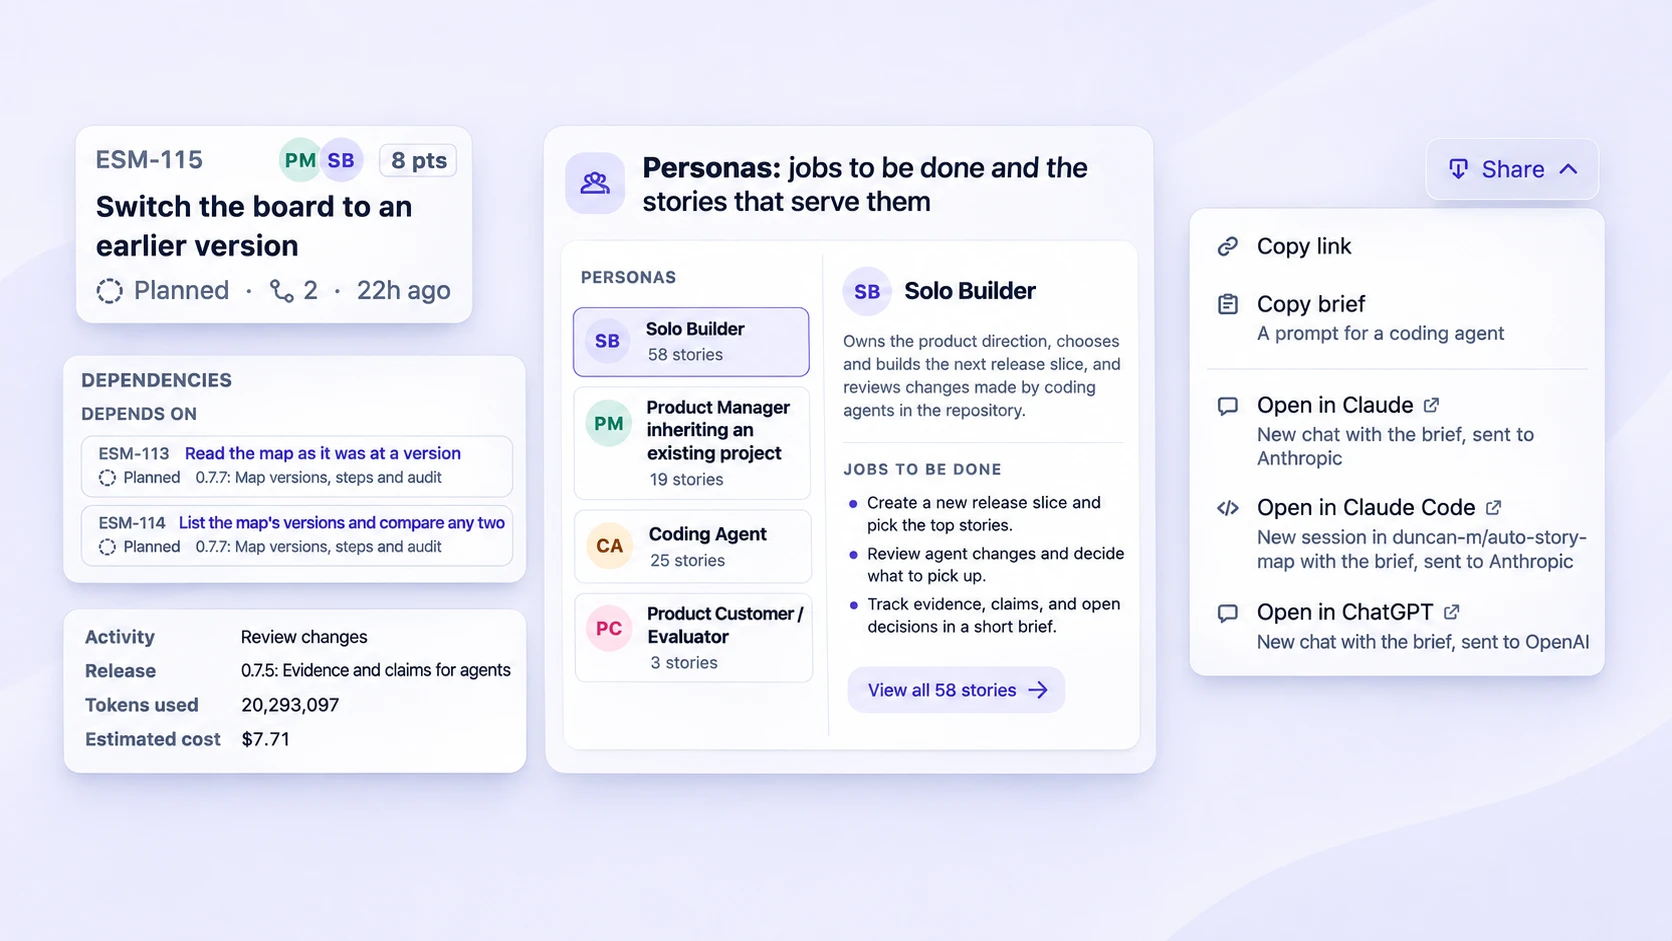 ESM-115
PM
SB
8 pts
Switch the board to an
earlier version
Planned · 2 · 22h ago
DEPENDENCIES
DEPENDS ON
ESM-113 Read the map as it was at a version
Planned 0.7.7: Map versions, steps and audit
ESM-114 List the map's versions and compare any two
Planned 0.7.7: Map versions, steps and audit
Activity Review changes
Release 0.7.5: Evidence and claims for agents
Tokens used 20,293,097
Estimated cost $7.71
Personas: jobs to be done and the
stories that serve them
PERSONAS
SB
Solo Builder
58 stories
PM
Product Manager
inheriting an
existing project
19 stories
CA
Coding Agent
25 stories
PC
Product Customer /
Evaluator
3 stories
SB
Solo Builder
Owns the product direction, chooses
and builds the next release slice, and
reviews changes made by coding
agents in the repository.
JOBS TO BE DONE
• Create a new release slice and
pick the top stories.
• Review agent changes and decide
what to pick up.
• Track evidence, claims, and open
decisions in a short brief.
View all 58 stories →
Share
Copy link
Copy brief
A prompt for a coding agent
Open in Claude
New chat with the brief, sent to
Anthropic
Open in Claude Code
New session in duncan-m/auto-story-
map with the brief, sent to Anthropic
Open in ChatGPT
New chat with the brief, sent to OpenAI